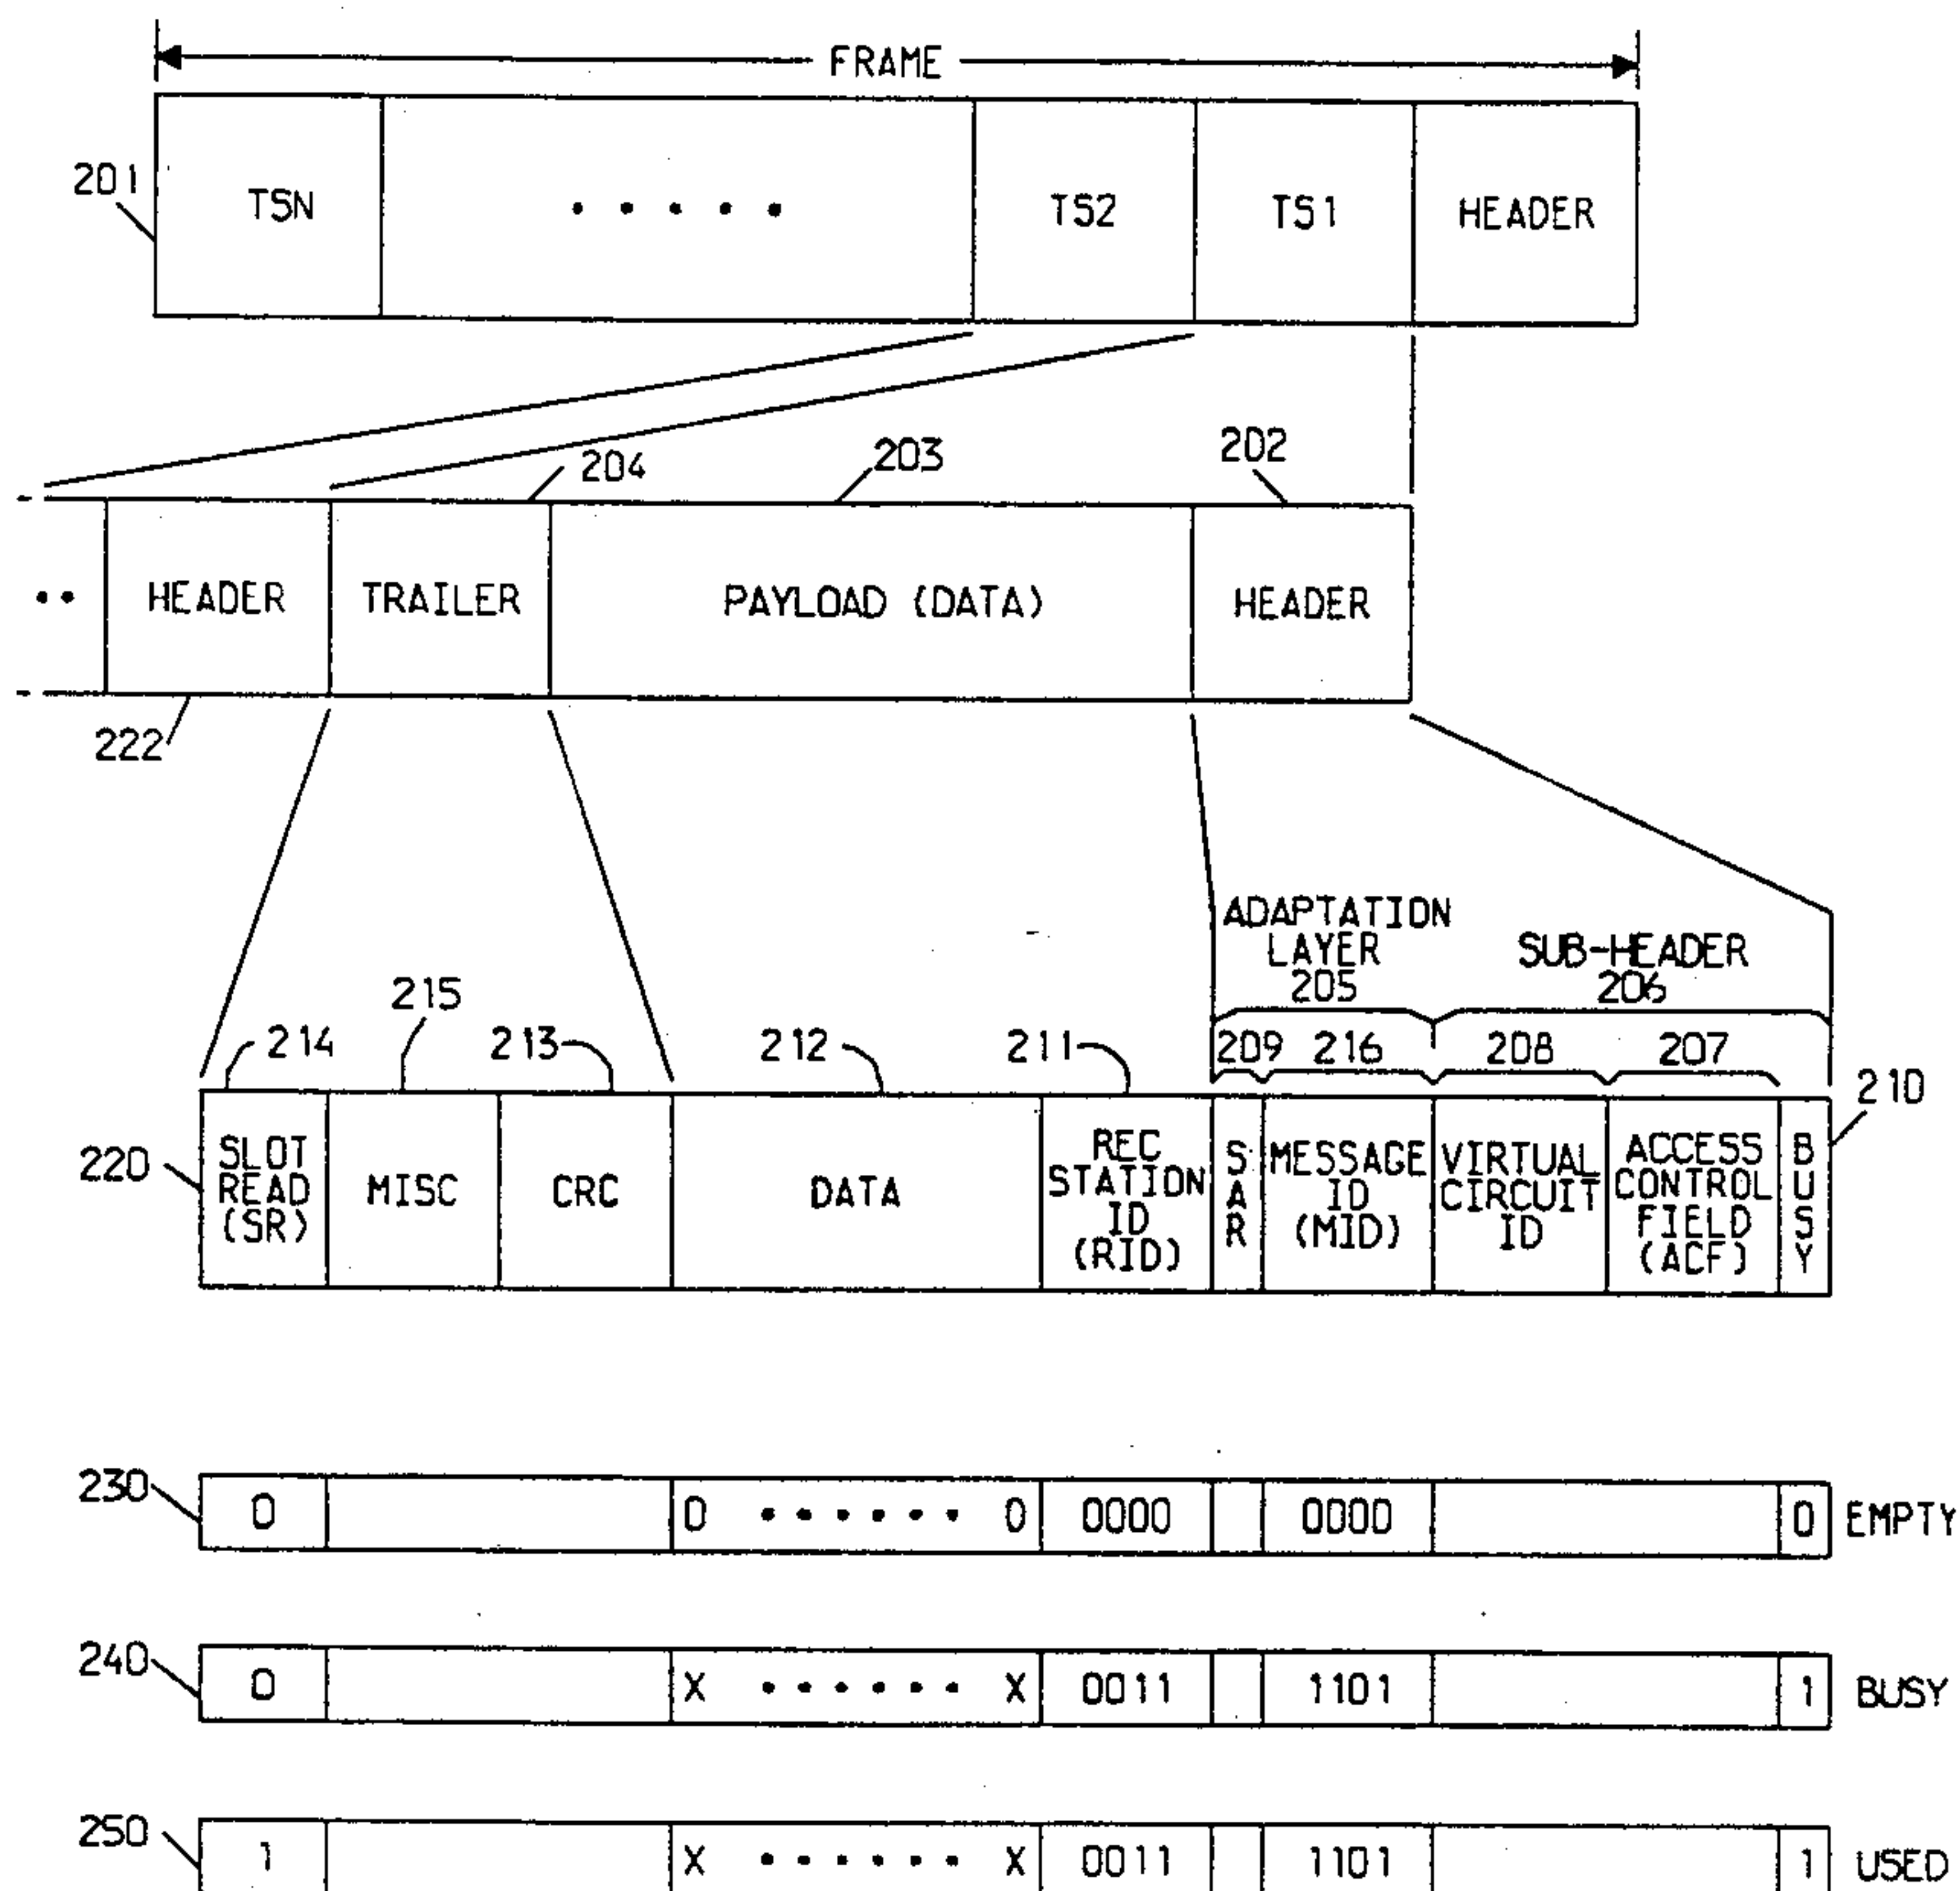 FRAME
201
TSN
TS2
TS1
HEADER
204
203
202
HEADER
TRAILER
PAYLOAD (DATA)
HEADER
222
ADAPTATION
LAYER
205
SUB-HEADER
206
214
215
213
212
211
209
216
208
207
210
220
SLOT
READ
(SR)
MISC
CRC
DATA
REC
STATION
ID
(RID)
SAR
MESSAGE
ID
(MID)
VIRTUAL
CIRCUIT
ID
ACCESS
CONTROL
FIELD
(ACF)
BUSY
230
0
0 ...... 0
0000
0000
0
EMPTY
240
0
X ...... X
0011
1101
1
BUSY
250
1
X ...... X
0011
1101
1
USED